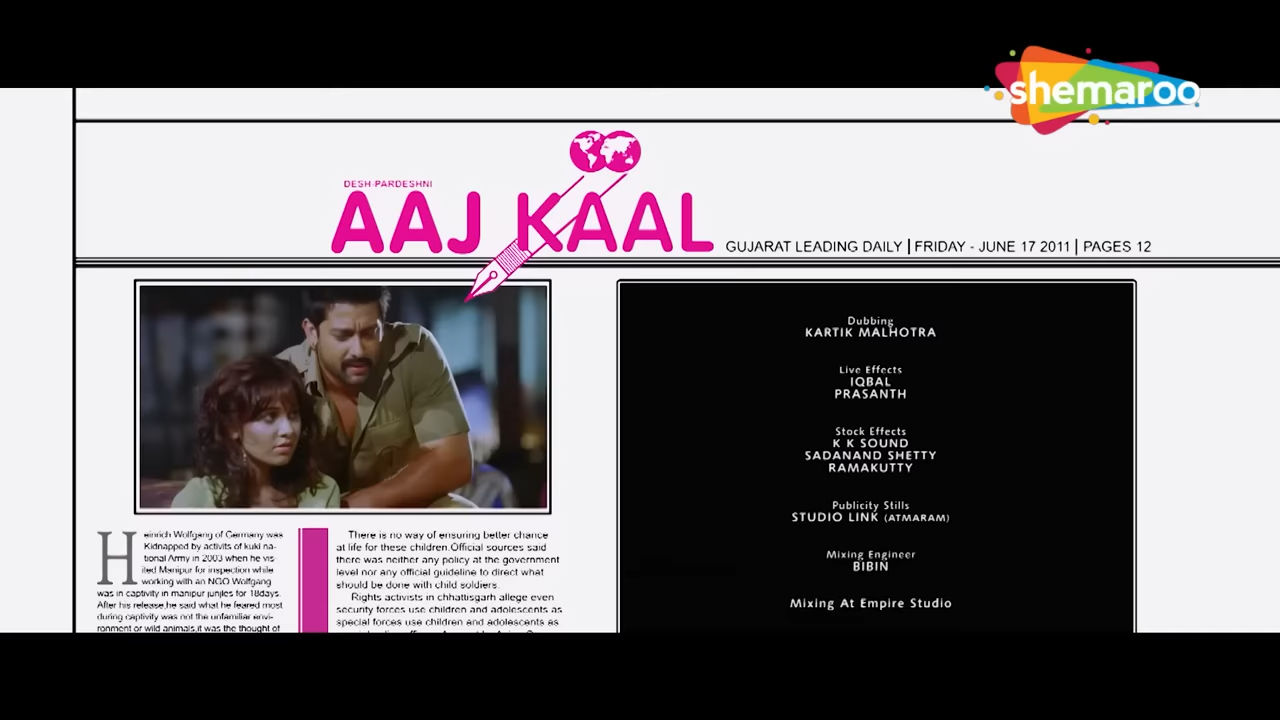 shemaroo
DESH-PARDESHNI
AAJ KAAL
GUJARAT LEADING DAILY | FRIDAY - JUNE 17 2011 | PAGES 12
Dubbing
KARTIK MALHOTRA
Live Effects
IQBAL
PRASANTH
Stock Effects
K K SOUND
SADANAND SHETTY
RAMAKUTTY
Publicity Stills
STUDIO LINK (ATMARAM)
Mixing Engineer
BIBIN
Mixing At Empire Studio
Heinrich Wolfgang of Germany was
Kidnapped by activits of kuki na-
tional Army in 2003 when he vis-
ited Manipur for inspection while
working with an NGO Wolfgang
was in captivity in manipur junjles for 18days.
After his release,he said what he feared most
during captivity was not the unfamiliar envi-
ronment or wild animals,it was the thought of
There is no way of ensuring better chance
at life for these children.Official sources said
there was neither any policy at the government
level nor any official guideline to direct what
should be done with child soldiers.
Rights activists in chhattisgarh allege even
security forces use children and adolescents as
special forces use children and adolescents as